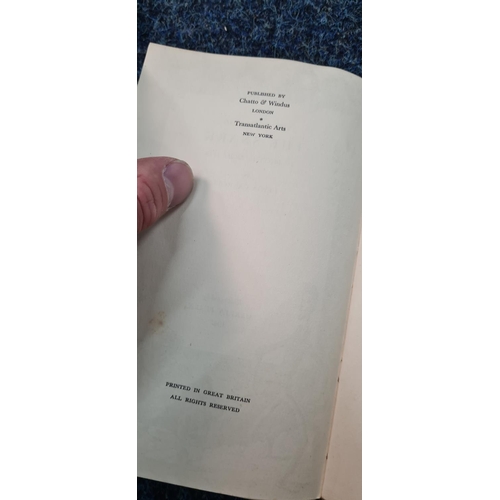 PUBLISHED BY
Chatto & Windus
LONDON
*
Transatlantic Arts
NEW YORK
PRINTED IN GREAT BRITAIN
ALL RIGHTS RESERVED